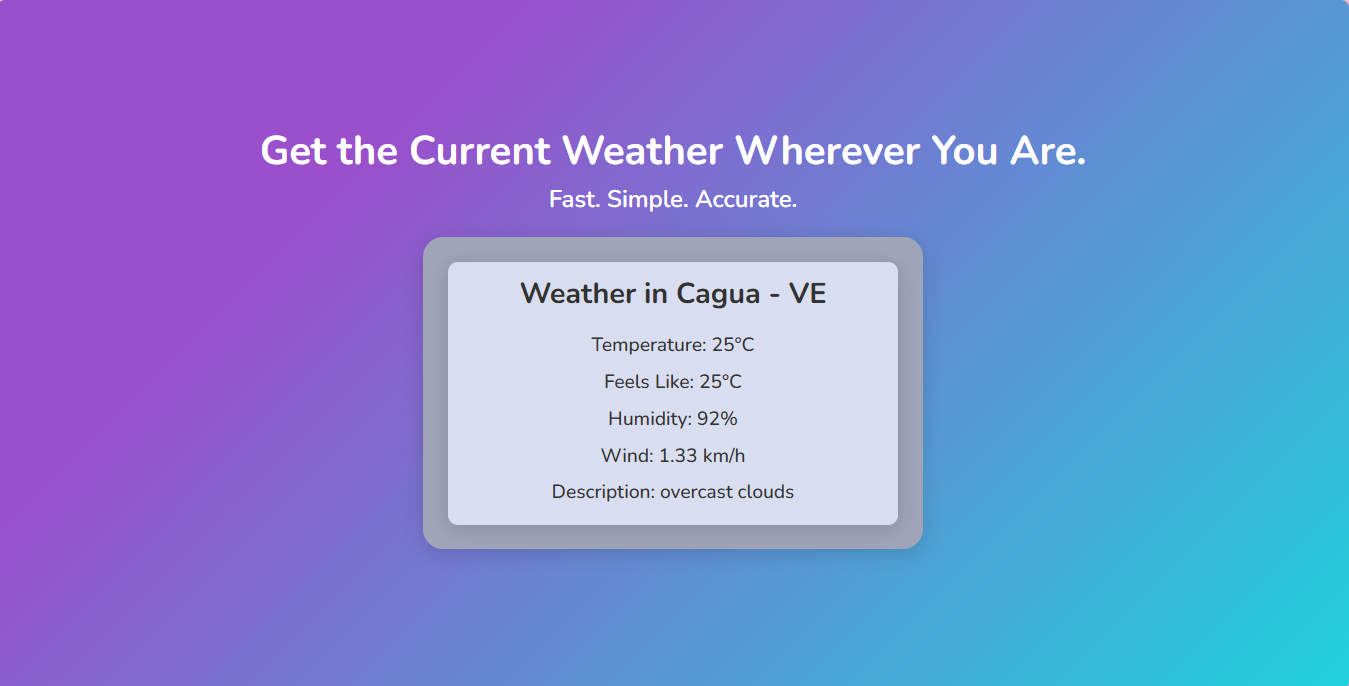 Get the Current Weather Wherever You Are.
Fast. Simple. Accurate.
Weather in Cagua - VE
Temperature: 25°C
Feels Like: 25°C
Humidity: 92%
Wind: 1.33 km/h
Description: overcast clouds